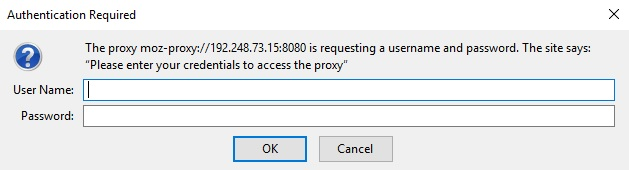 Authentication Required
The proxy moz-proxy://192.248.73.15:8080 is requesting a username and password. The site says:
“Please enter your credentials to access the proxy“
User Name:
Password:
OK
Cancel